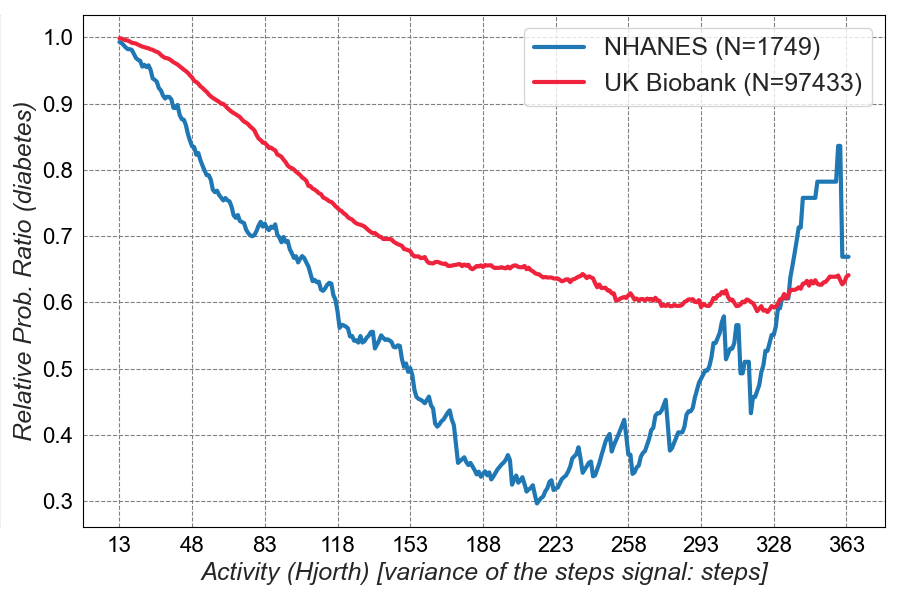 NHANES (N=1749)
UK Biobank (N=97433)
Relative Prob. Ratio (diabetes)
1.0
0.9
0.8
0.7
0.6
0.5
0.4
0.3
13 48 83 118 153 188 223 258 293 328 363
Activity (Hjorth) [variance of the steps signal: steps]